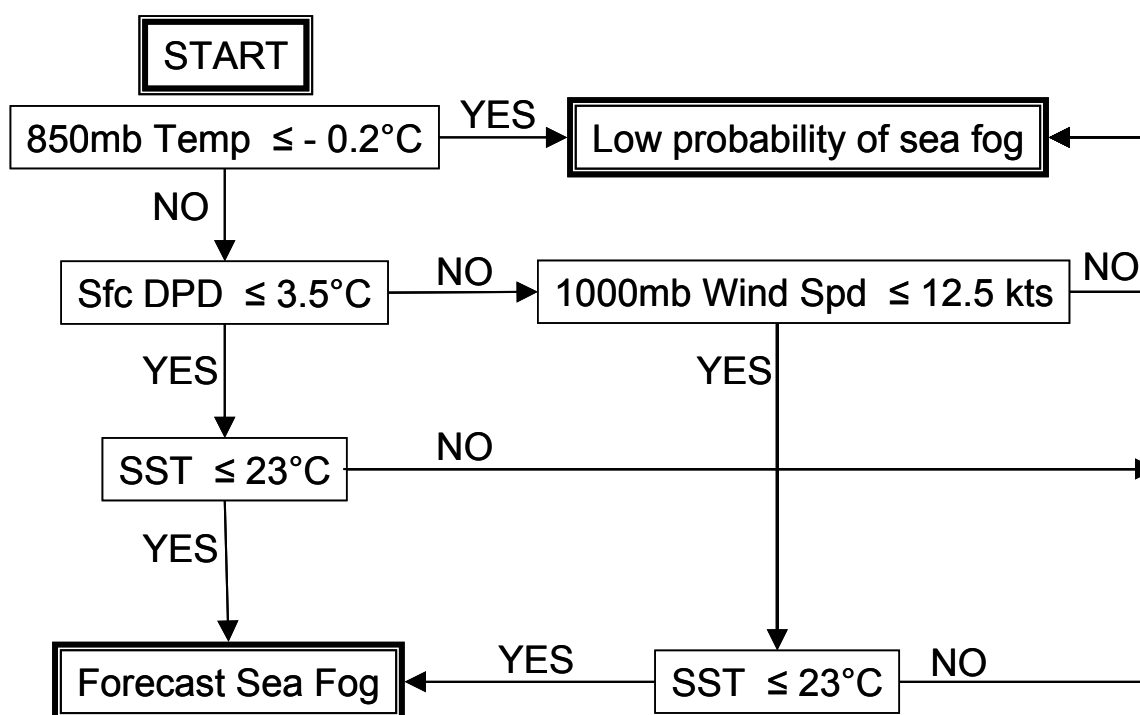 START
850mb Temp ≤ - 0.2°C
YES
Low probability of sea fog
NO
Sfc DPD ≤ 3.5°C
NO
1000mb Wind Spd ≤ 12.5 kts
NO
YES
YES
SST ≤ 23°C
NO
YES
Forecast Sea Fog
YES
SST ≤ 23°C
NO